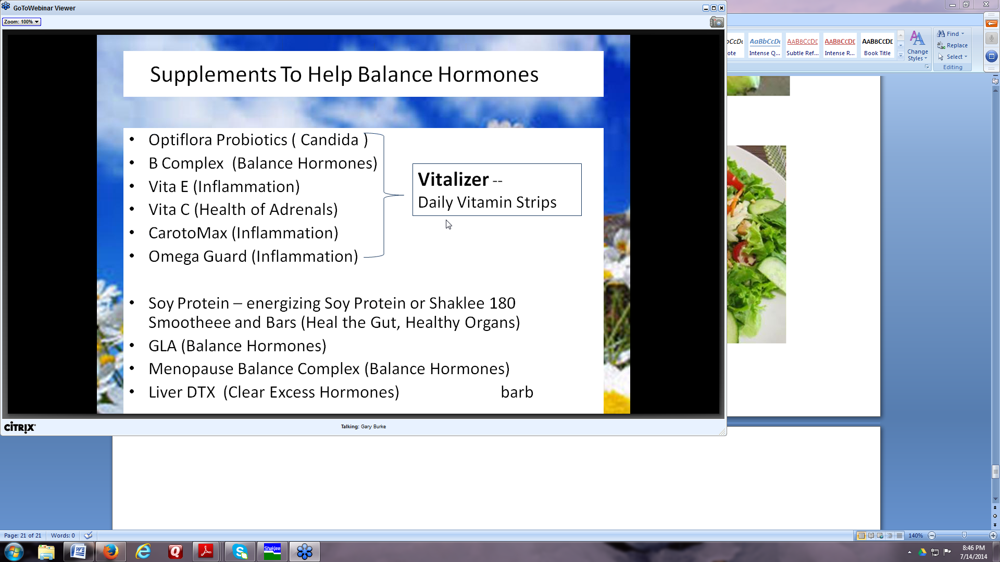 GoToWebinar Viewer
Zoom: 100%
Supplements To Help Balance Hormones
• Optiflora Probiotics ( Candida )
• B Complex (Balance Hormones)
• Vita E (Inflammation)
• Vita C (Health of Adrenals)
• CarotoMax (Inflammation)
• Omega Guard (Inflammation)
Vitalizer --
Daily Vitamin Strips
• Soy Protein – energizing Soy Protein or Shaklee 180
Smootheee and Bars (Heal the Gut, Healthy Organs)
• GLA (Balance Hormones)
• Menopause Balance Complex (Balance Hormones)
• Liver DTX (Clear Excess Hormones) barb
CITRIX
Talking: Gary Burke
AaBbCcDc AABBCCDC AABBCCDC AABBCCDE
ote Intense Q... Subtle Ref... Intense R... Book Title
Change
Styles
Find
Replace
Select
Editing
Page: 21 of 21 Words: 0
140%
Shaklee
8:46 PM
7/14/2014